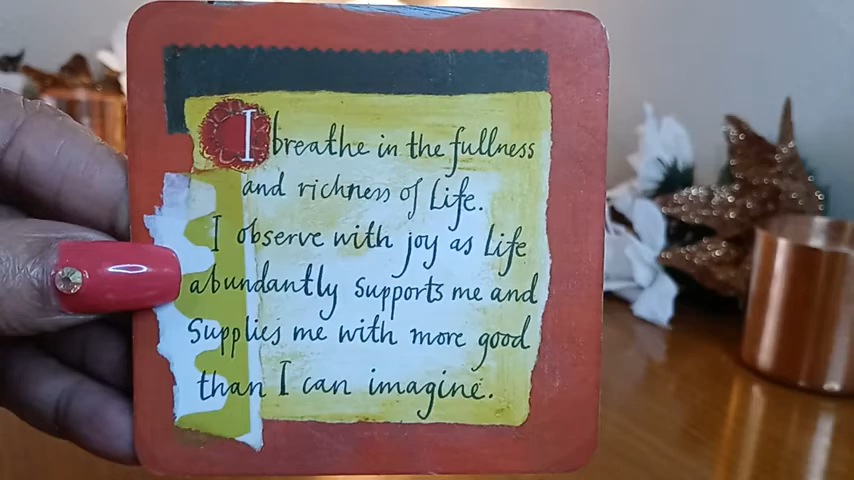 I breathe in the fullness
and richness of Life.
I observe with joy as Life
abundantly supports me and
supplies me with more good
than I can imagine.